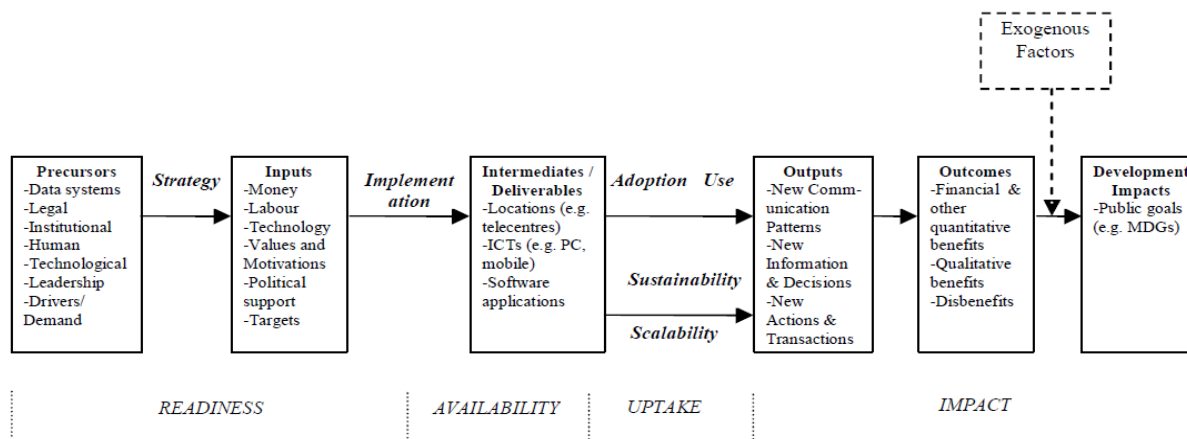 Exogenous
Factors
Precursors
-Data systems
-Legal
-Institutional
-Human
-Technological
-Leadership
-Drivers/
Demand
Strategy
Inputs
-Money
-Labour
-Technology
-Values and
Motivations
-Political
support
-Targets
Implement
ation
Intermediates /
Deliverables
-Locations (e.g.
telecentres)
-ICTs (e.g. PC,
mobile)
-Software
applications
Adoption Use
Sustainability
Scalability
Outputs
-New Comm-
unication
Patterns
-New
Information
& Decisions
-New
Actions &
Transactions
Outcomes
-Financial &
other
quantitative
benefits
-Qualitative
benefits
-Disbenefits
Development
Impacts
-Public goals
(e.g. MDGs)
READINESS
AVAILABILITY
UPTAKE
IMPACT